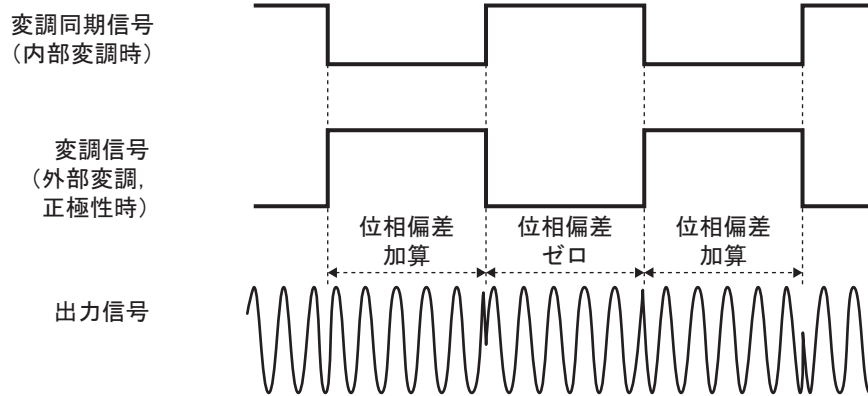 変調同期信号
（内部変調時）
変調信号
（外部変調，
正極性時）
位相偏差
加算
位相偏差
ゼロ
位相偏差
加算
出力信号